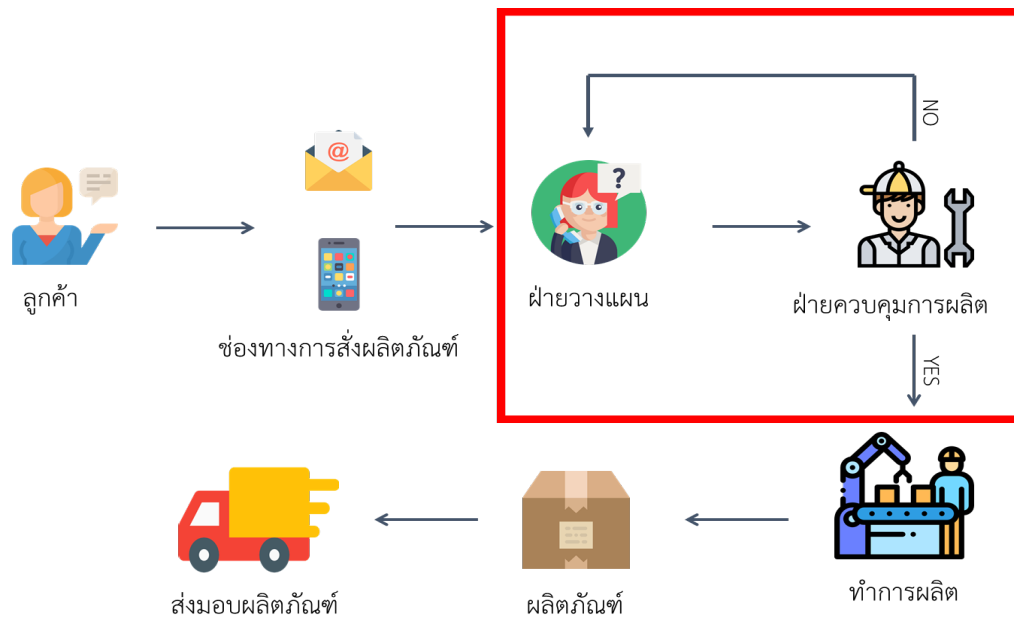 NO
@
?
ลูกค้า
ฝ่ายวางแผน
ฝ่ายควบคุมการผลิต
ช่องทางการสั่งผลิตภัณฑ์
YES
ส่งมอบผลิตภัณฑ์
ผลิตภัณฑ์
ทำการผลิต